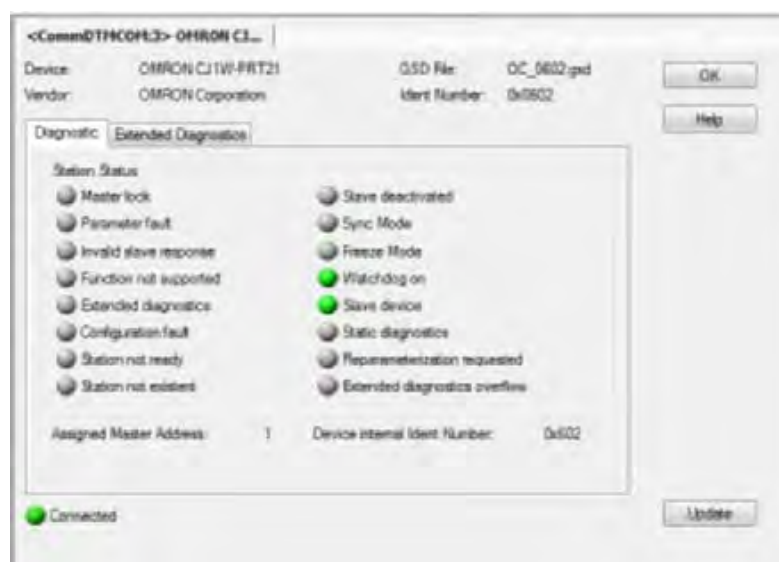 <CommDTMCOM:3> OMRON CJ...
Device: OMRON CJ1W-PRT21 GSD File: OC_0602.gsd
Vendor: OMRON Corporation Ident Number: 0x0602
OK
Help
Diagnostic Extended Diagnostics
Station Status
Master lock Slave deactivated
Parameter fault Sync Mode
Invalid slave response Freeze Mode
Function not supported Watchdog on
Extended diagnostics Slave device
Configuration fault Static diagnostics
Station not ready Reparameterization requested
Station not existent Extended diagnostics overflow
Assigned Master Address: 1 Device internal Ident Number: 0x602
Connected
Update